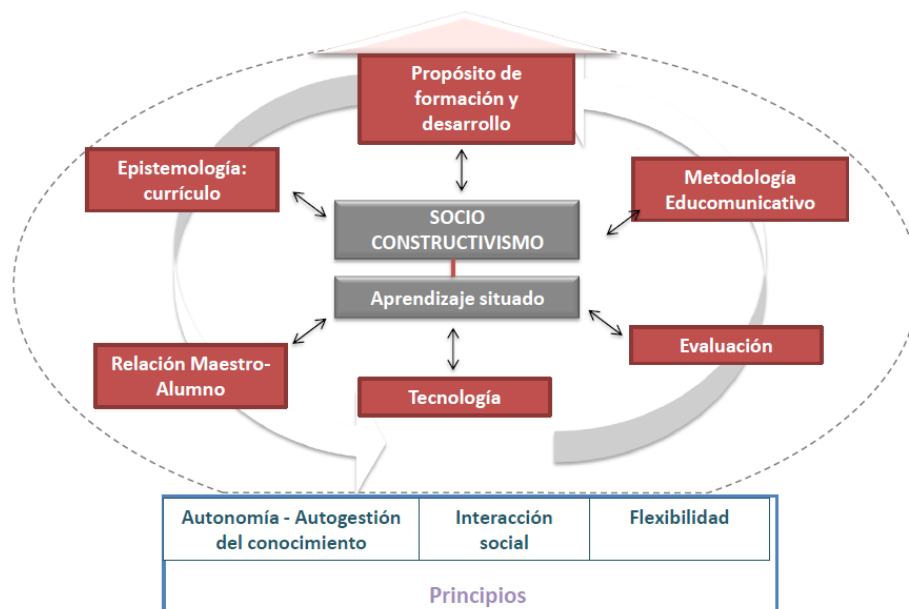 Propósito de
formación y
desarrollo
Epistemología:
currículo
Metodología
Educomunicativo
SOCIO
CONSTRUCTIVISMO
Aprendizaje situado
Relación Maestro-
Alumno
Evaluación
Tecnología
Autonomía - Autogestión
del conocimiento
Interacción
social
Flexibilidad
Principios